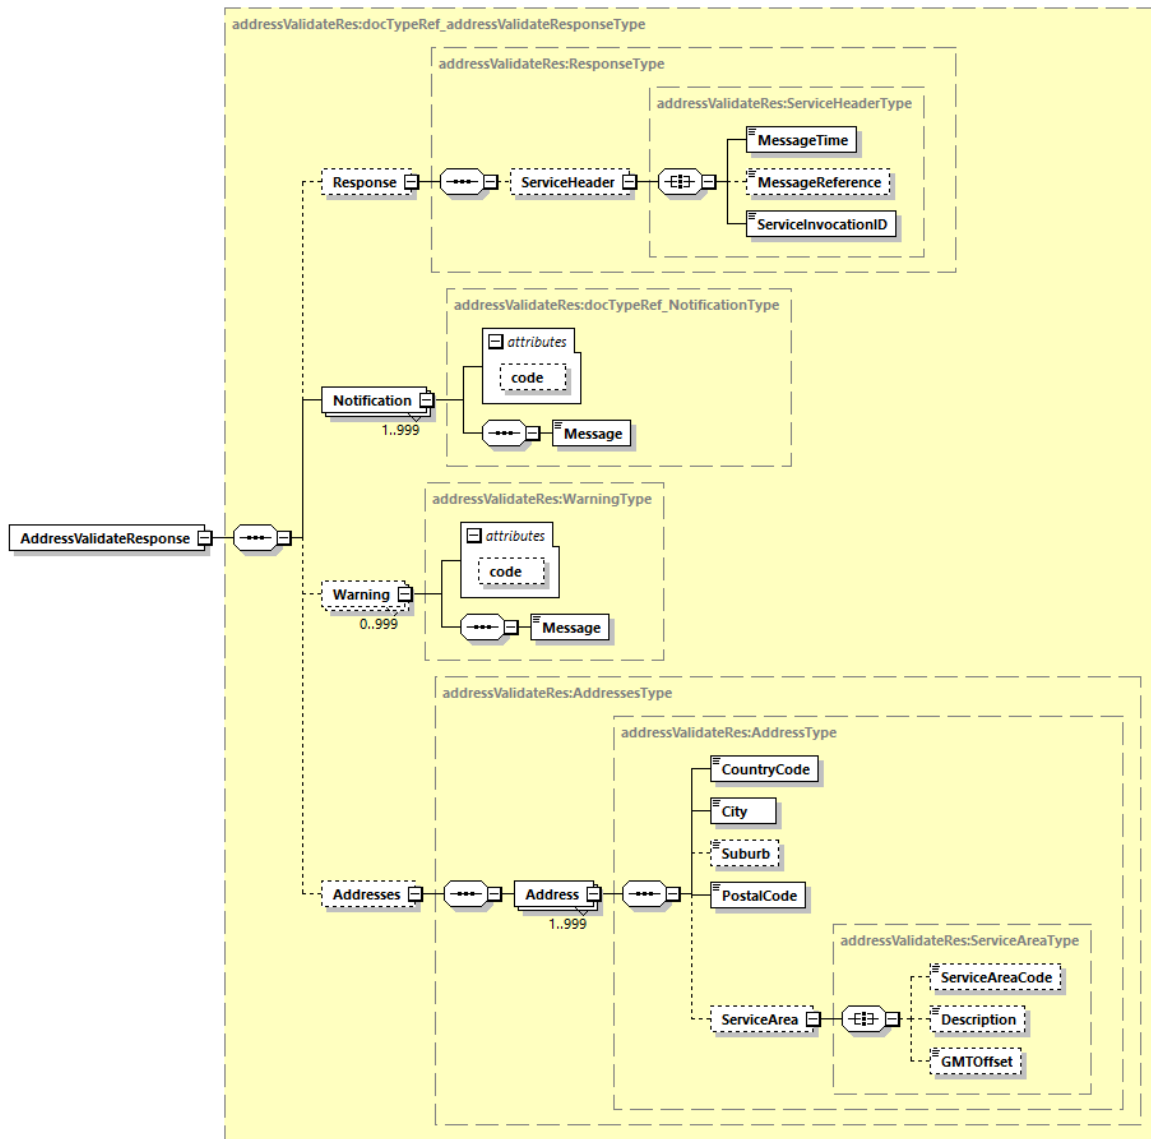 addressValidateRes:docTypeRef_addressValidateResponseType
addressValidateRes:ResponseType
addressValidateRes:ServiceHeaderType
MessageTime
Response
ServiceHeader
MessageReference
ServiceInvocationID
addressValidateRes:docTypeRef_NotificationType
attributes
code
Notification
1..999
Message
addressValidateRes:WarningType
attributes
AddressValidateResponse
code
Warning
0..999
Message
addressValidateRes:AddressesType
addressValidateRes:AddressType
CountryCode
City
Suburb
Addresses
Address
PostalCode
1..999
addressValidateRes:ServiceAreaType
ServiceAreaCode
ServiceArea
Description
GMTOffset